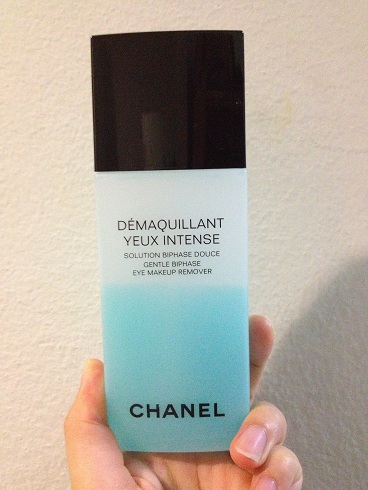 DÉMAQUILLANT
YEUX INTENSE
SOLUTION BIPHASE DOUCE
GENTLE BIPHASE
EYE MAKEUP REMOVER
CHANEL